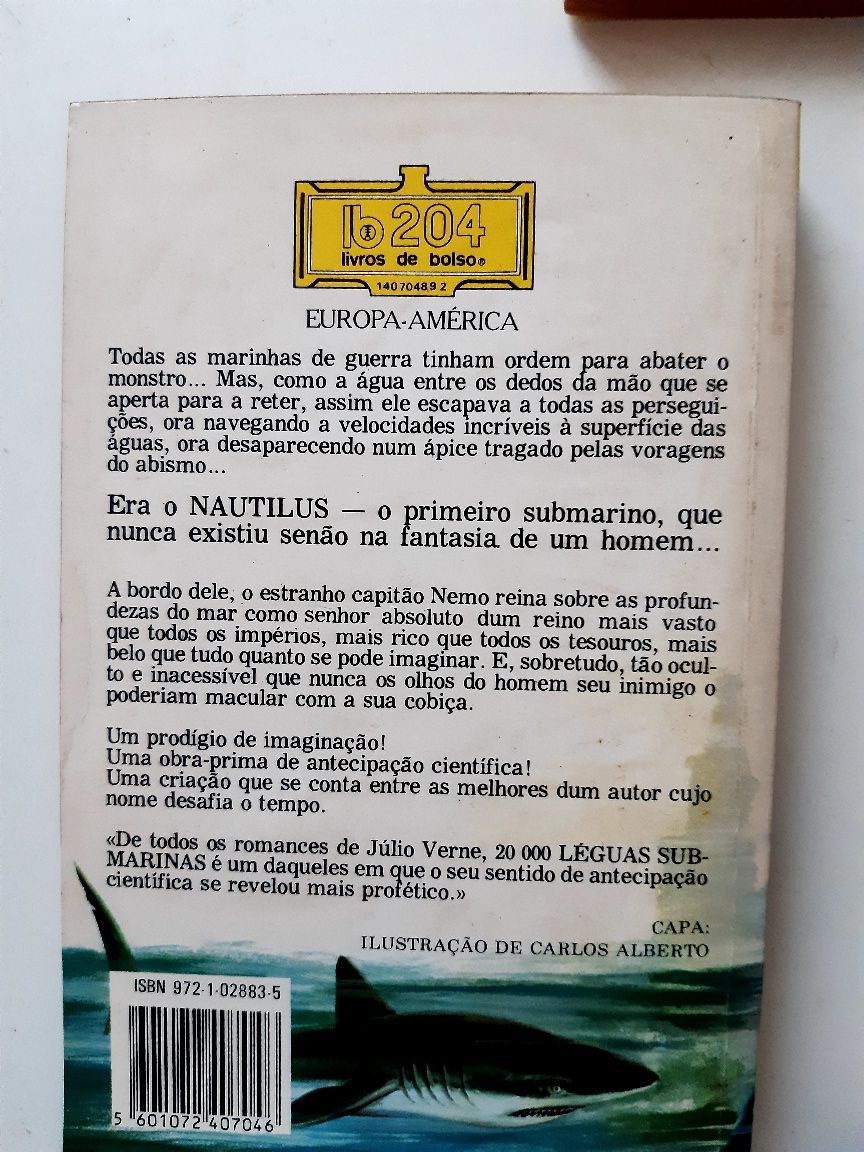 lb 204
livros de bolso®
140704892
EUROPA-AMÉRICA
Todas as marinhas de guerra tinham ordem para abater o
monstro... Mas, como a água entre os dedos da mão que se
aperta para a reter, assim ele escapava a todas as persegui-
ções, ora navegando a velocidades incríveis à superfície das
águas, ora desaparecendo num ápice tragado pelas voragens
do abismo...
Era o NAUTILUS — o primeiro submarino, que
nunca existiu senão na fantasia de um homem...
A bordo dele, o estranho capitão Nemo reina sobre as profun-
dezas do mar como senhor absoluto dum reino mais vasto
que todos os impérios, mais rico que todos os tesouros, mais
belo que tudo quanto se pode imaginar. E, sobretudo, tão ocul-
to e inacessível que nunca os olhos do homem seu inimigo o
poderiam macular com a sua cobiça.
Um prodígio de imaginação!
Uma obra-prima de antecipação científica!
Uma criação que se conta entre as melhores dum autor cujo
nome desafia o tempo.
«De todos os romances de Júlio Verne, 20 000 LÉGUAS SUB-
MARINAS é um daqueles em que o seu sentido de antecipação
científica se revelou mais profético.»
CAPA:
ILUSTRAÇÃO DE CARLOS ALBERTO
ISBN 972-1-02883-5
5 601072 407046